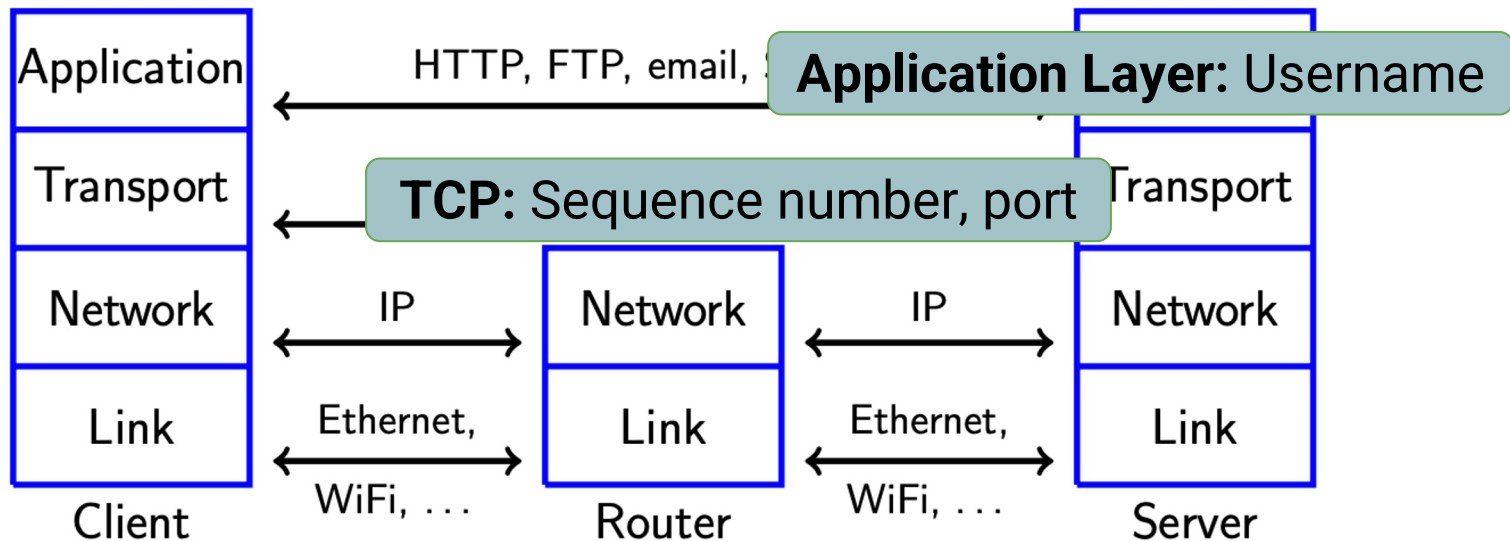 Application
HTTP, FTP, email,
Application Layer: Username
Transport
TCP: Sequence number, port
Transport
Network
IP
Network
IP
Network
Link
Ethernet,
WiFi, . . .
Link
Ethernet,
WiFi, . . .
Link
Client
Router
Server